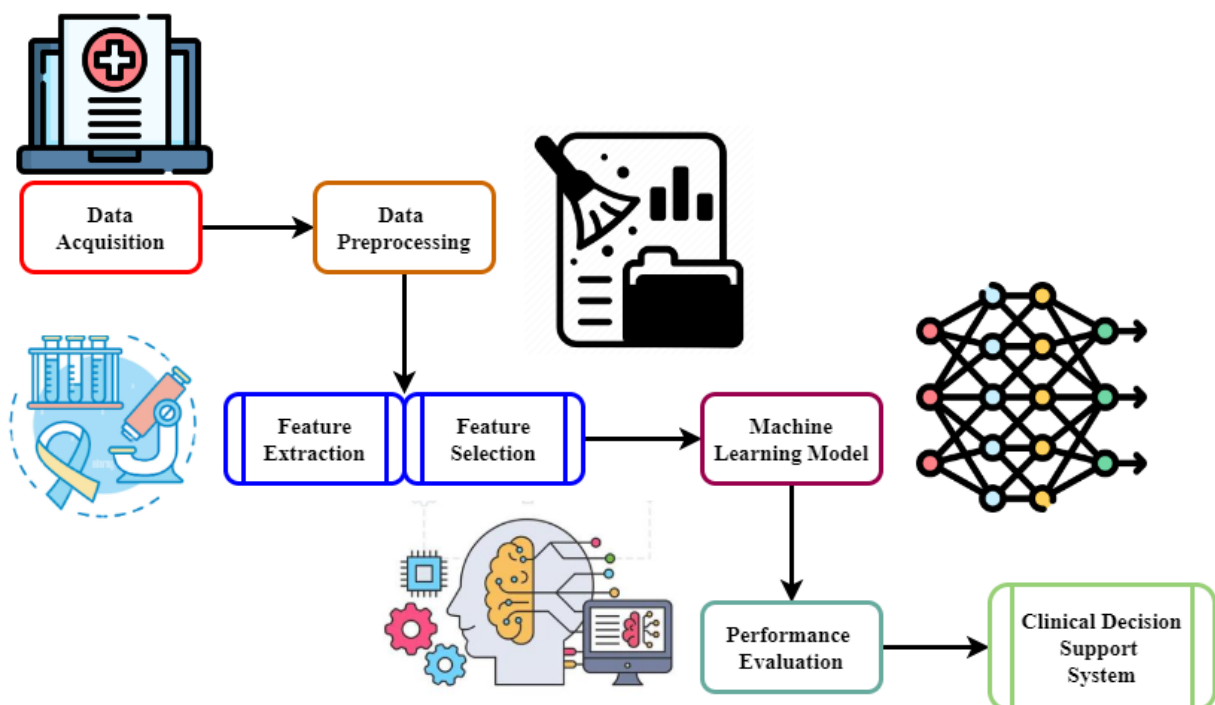 Data
Acquisition
Data
Preprocessing
Feature
Extraction
Feature
Selection
Machine
Learning Model
Performance
Evaluation
Clinical Decision
Support
System